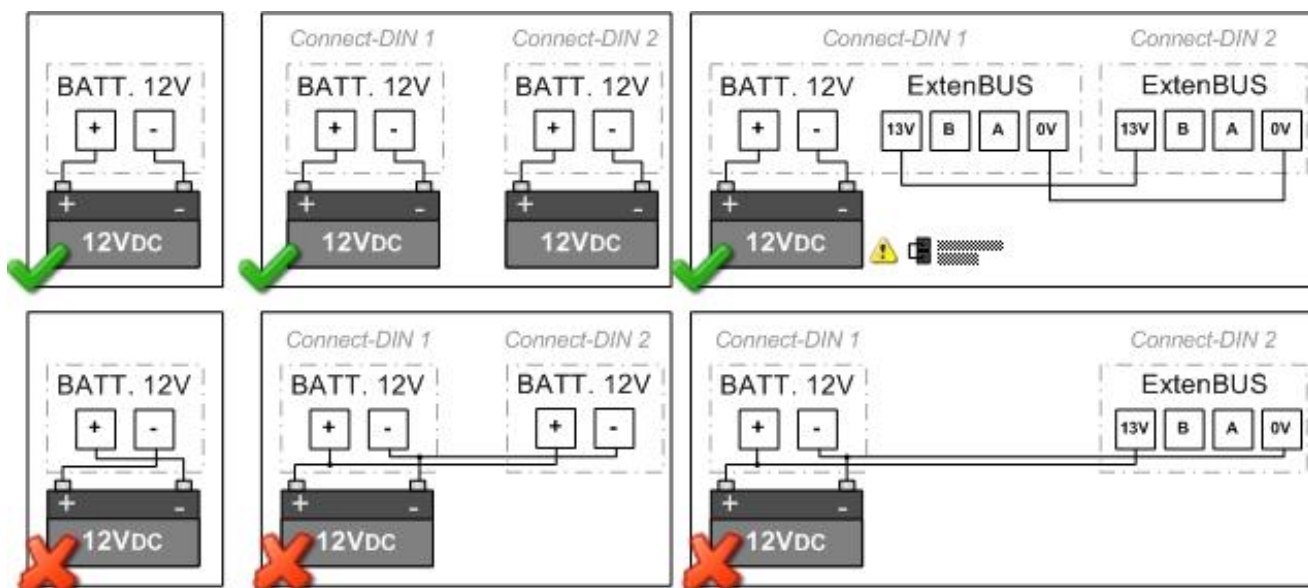 Connect-DIN 1 Connect-DIN 2 Connect-DIN 1 Connect-DIN 2
BATT. 12V BATT. 12V BATT. 12V BATT. 12V ExtenBUS ExtenBUS
+ - + - + - + - 13V B A 0V 13V B A 0V
+ - + - + - + -
12VDC 12VDC 12VDC 12VDC
Connect-DIN 1 Connect-DIN 2 Connect-DIN 1 Connect-DIN 2
BATT. 12V BATT. 12V BATT. 12V BATT. 12V ExtenBUS
+ - + - + - + - 13V B A 0V
+ - + - + -
12VDC 12VDC 12VDC